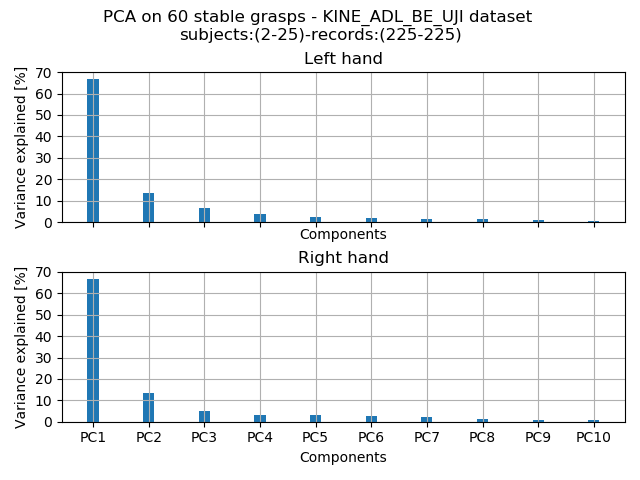 PCA on 60 stable grasps - KINE_ADL_BE_UJI dataset
subjects:(2-25)-records:(225-225)
Left hand
Variance explained [%]
70
60
50
40
30
20
10
0
Components
Right hand
Variance explained [%]
70
60
50
40
30
20
10
0
PC1 PC2 PC3 PC4 PC5 PC6 PC7 PC8 PC9 PC10
Components